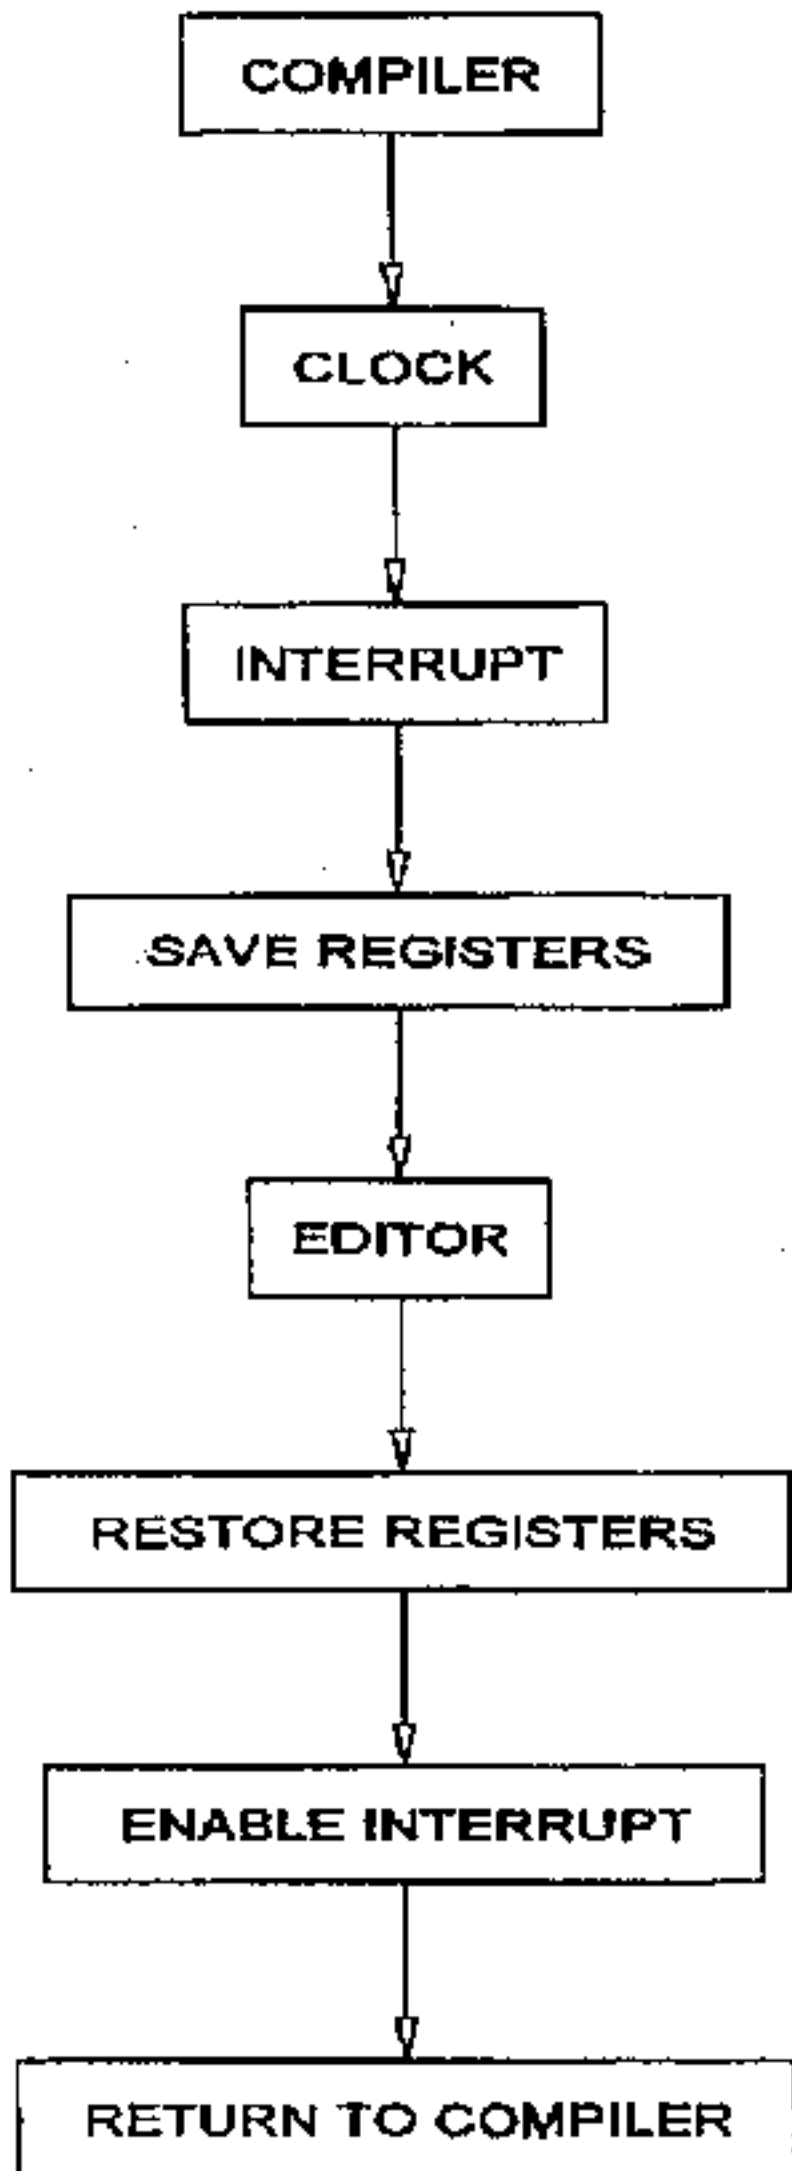 COMPILER
CLOCK
INTERRUPT
SAVE REGISTERS
EDITOR
RESTORE REGISTERS
ENABLE INTERRUPT
RETURN TO COMPILER